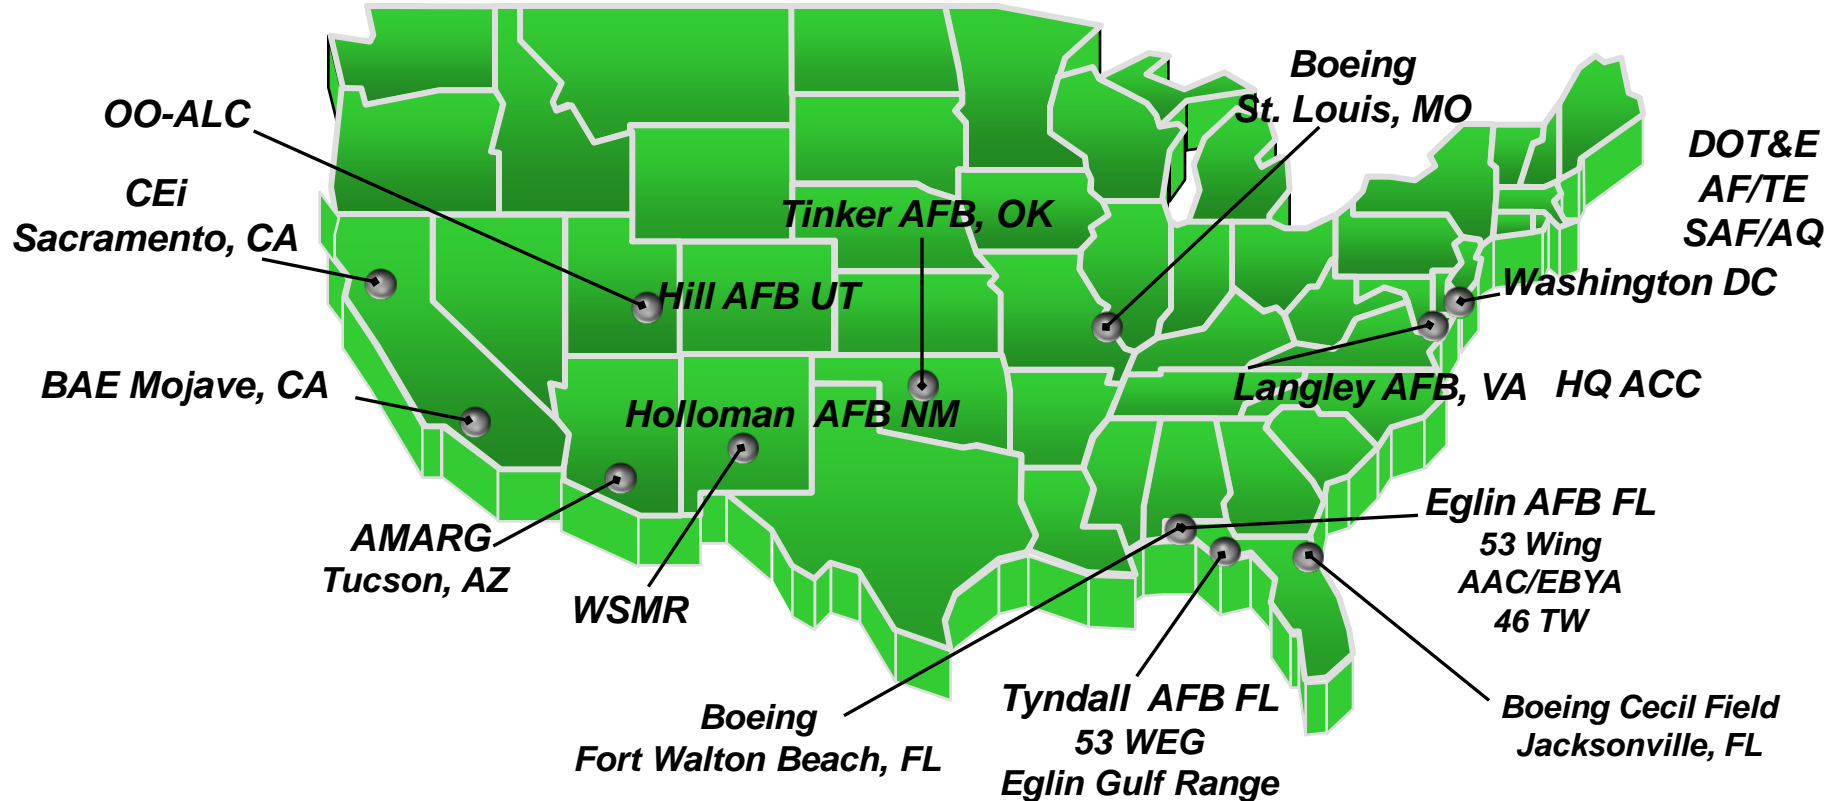 Boeing
St. Louis, MO
OO-ALC
DOT&E
AF/TE
SAF/AQ
CEi
Sacramento, CA
Tinker AFB, OK
Hill AFB UT
Washington DC
BAE Mojave, CA
Langley AFB, VA
HQ ACC
Holloman  AFB NM
Eglin AFB FL
53 Wing
AAC/EBYA
46 TW
AMARG
Tucson, AZ
WSMR
Boeing
Fort Walton Beach, FL
Tyndall  AFB FL
53 WEG
Eglin Gulf Range
Boeing Cecil Field
Jacksonville, FL